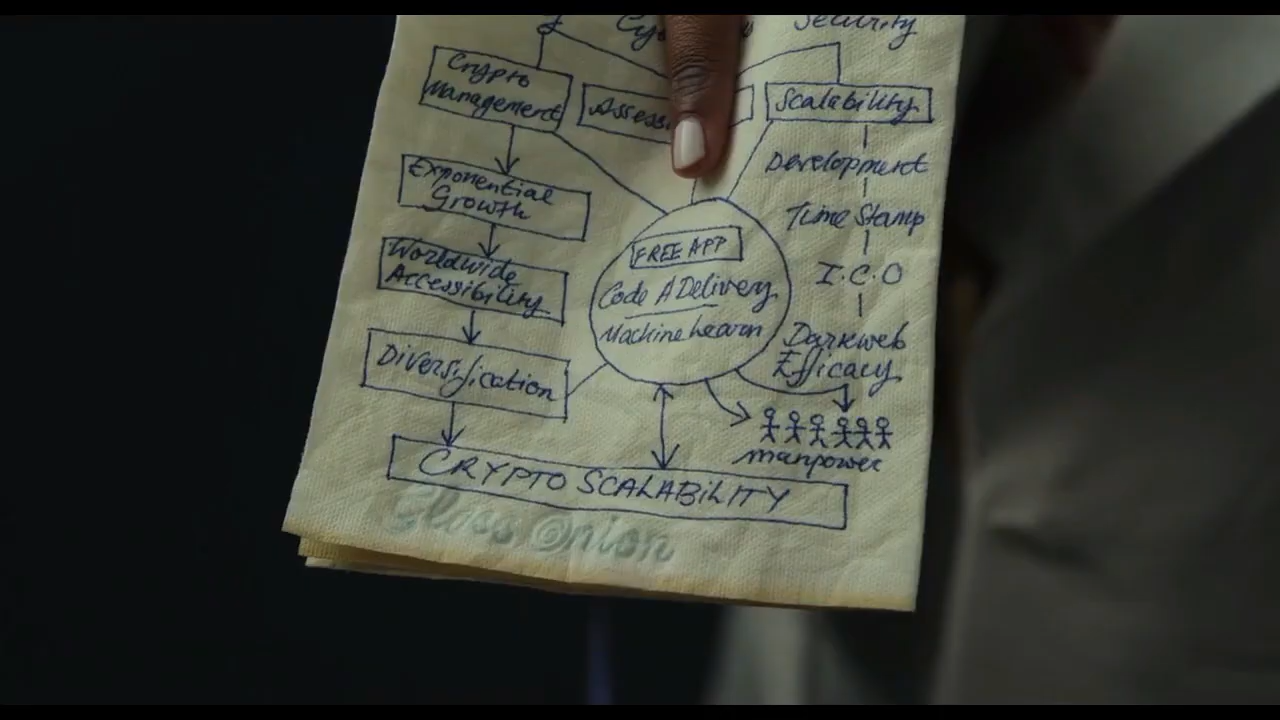 Security
Crypto
Management
Scalability
Development
Exponential
Growth
Time Stamp
FREE APP
Worldwide
Accessibility
I.C.O
Code A Delivery
Machine Learn
Darkweb
Efficacy
Diversification
manpower
CRYPTO SCALABILITY
Glass Onion